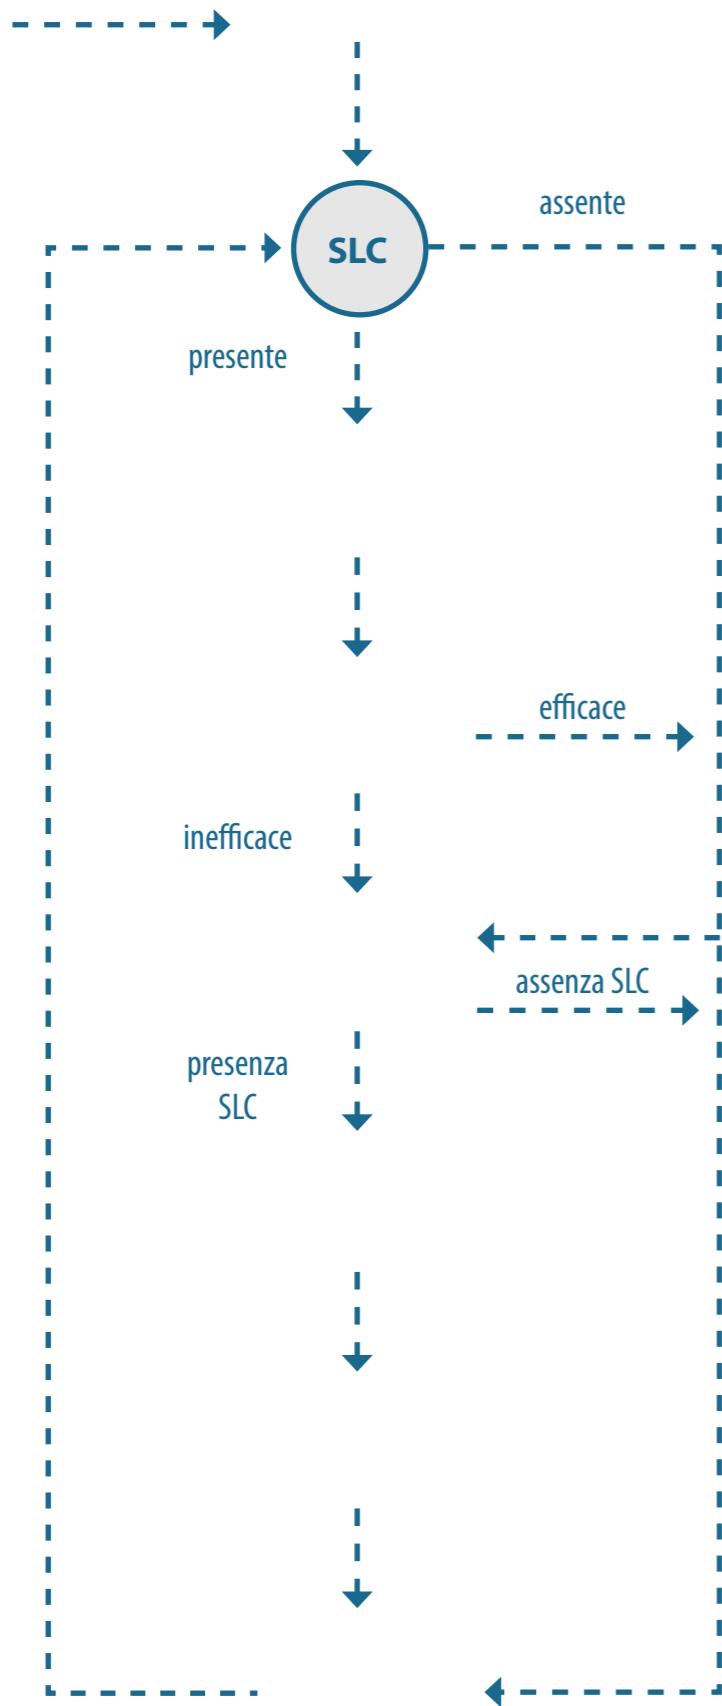 assente
SLC
presente
efficace
inefficace
assenza SLC
presenza
SLC